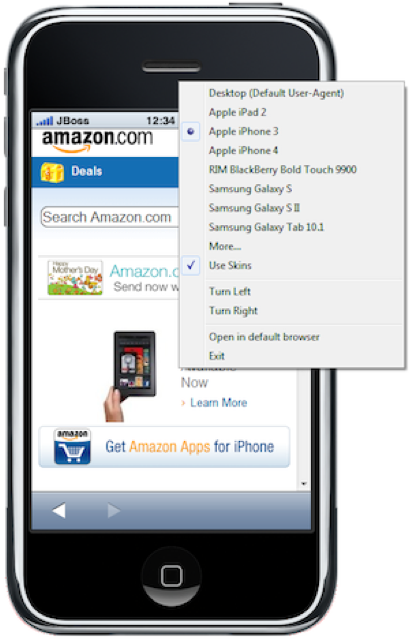 JBoss 12:34
amazon.com
Deals
Search Amazon.com
Happy
Mother's Day
Amazon.c
Send now w
Now
› Learn More
amazon
Get Amazon Apps for iPhone
Desktop (Default User-Agent)
Apple iPad 2
Apple iPhone 3
Apple iPhone 4
RIM BlackBerry Bold Touch 9900
Samsung Galaxy S
Samsung Galaxy S II
Samsung Galaxy Tab 10.1
More...
Use Skins
Turn Left
Turn Right
Open in default browser
Exit